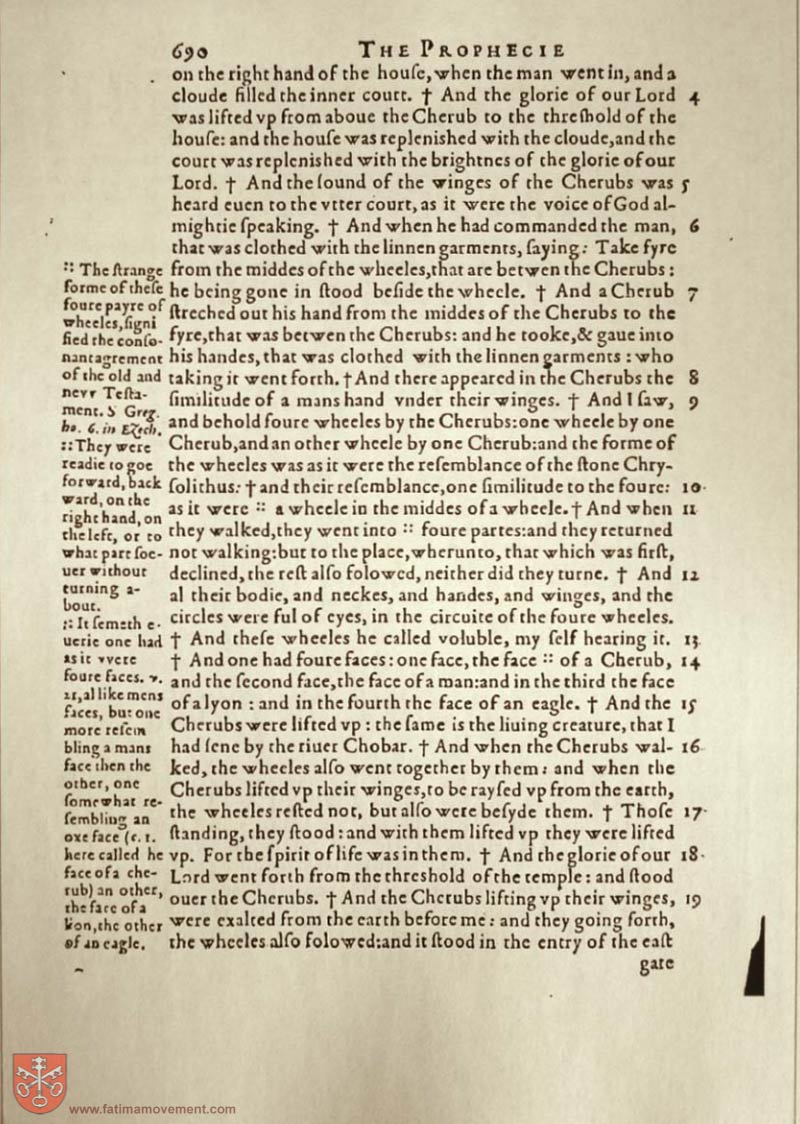 690 THE PROPHECIE
on the right hand of the houſe, when the man went in, and a
cloude filled the inner court. † And the glorie of our Lord 4
was lifted vp from aboue the Cherub to the threſhold of the
houſe: and the houſe was repleniſhed with the cloude, and the
court was repleniſhed with the brightnes of the glorie of our
Lord. † And the ſound of the winges of the Cherubs was 5
heard euen to the vtter court, as it were the voice of God al-
mightie ſpeaking. † And when he had commanded the man, 6
that was clothed with the linnen garments, ſaying: Take fyre
from the middes of the wheeles, that are betwen the Cherubs:
he being gone in ſtood beſide the wheele. † And a Cherub 7
ſtreched out his hand from the middes of the Cherubs to the
fyre, that was betwen the Cherubs: and he tooke, & gaue into
his handes, that was clothed with the linnen garments: who
taking it went forth. † And there appeared in the Cherubs the 8
ſimilitude of a mans hand vnder their winges. † And I ſaw, 9
and behold foure wheeles by the Cherubs: one wheele by one
Cherub, and an other wheele by one Cherub: and the forme of
the wheeles was as it were the reſemblance of the ſtone Chry-
ſolithus: † and their reſemblance, one ſimilitude to the foure: 10
as it were :: a wheele in the middes of a wheele. † And when 11
they walked, they went into :: foure partes: and they returned
not walking: but to the place, wherunto, that which was firſt,
declined, the reſt alſo folowed, neither did they turne. † And 12
al their bodie, and neckes, and handes, and winges, and the
circles were ful of eyes, in the circuite of the foure wheeles.
† And theſe wheeles he called voluble, my ſelf hearing it. 13
† And one had foure faces: one face, the face :: of a Cherub, 14
and the ſecond face, the face of a man: and in the third the face
of a lyon: and in the fourth the face of an eagle. † And the 15
Cherubs were lifted vp: the ſame is the liuing creature, that I
had ſene by the riuer Chobar. † And when the Cherubs wal- 16
ked, the wheeles alſo went together by them: and when the
Cherubs lifted vp their winges, to be rayſed vp from the earth,
the wheeles reſted not, but alſo were beſyde them. † Thoſe 17
ſtanding, they ſtood: and with them lifted vp they were lifted
vp. For the ſpirit of life was in them. † And the glorie of our 18
Lord went forth from the threshold of the temple: and ſtood
ouer the Cherubs. † And the Cherubs lifting vp their winges, 19
were exalted from the earth before me: and they going forth,
the wheeles alſo folowed: and it ſtood in the entry of the eaſt
gate
:: The ſtrange
forme of theſe
foure payre of
wheeles, ſigni
fied the conſo-
nant agrement
of the old and
nevv Teſta-
ment. S Greg.
ho. 6. in Ezech.
:: They were
readie to goe
forward, back
ward, on the
right hand, on
the left, or to
what part ſoe-
uer without
turning a-
bout.
:: It ſemeth e-
uerie one had
as it vvere
foure faces. v.
21, al like mens
faces, but one
more reſem
bling a mans
face then the
other, one
ſomewhat re-
ſembling an
oxe face (c. 1.
here called he
face of a che-
rub) an other,
the face of a
lion, the other
of an eagle.
www.fatimamovement.com